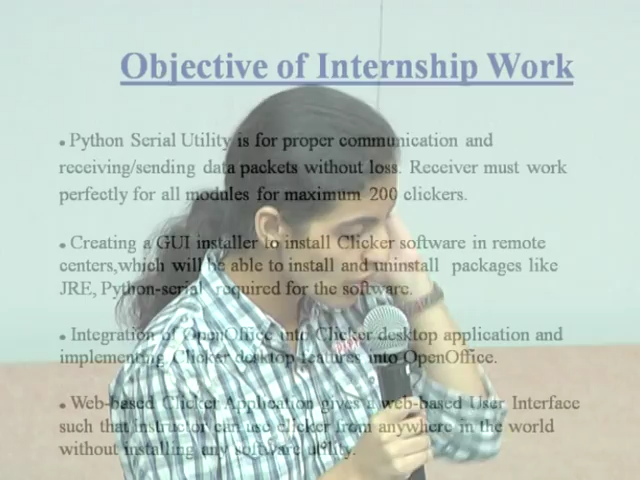 Objective of Internship Work
• Python Serial Utility is for proper communication and
receiving/sending data packets without loss. Receiver must work
perfectly for all modules for maximum 200 clickers.
• Creating a GUI installer to install Clicker software in remote
centers,which will be able to install and uninstall packages like
JRE, Python-serial required for the software.
• Integration of OpenOffice into Clicker desktop application and
implementing Clicker desktop features into OpenOffice.
• Web-based Clicker Application gives a web-based User Interface
such that instructor can use clicker from anywhere in the world
without installing any software utility.